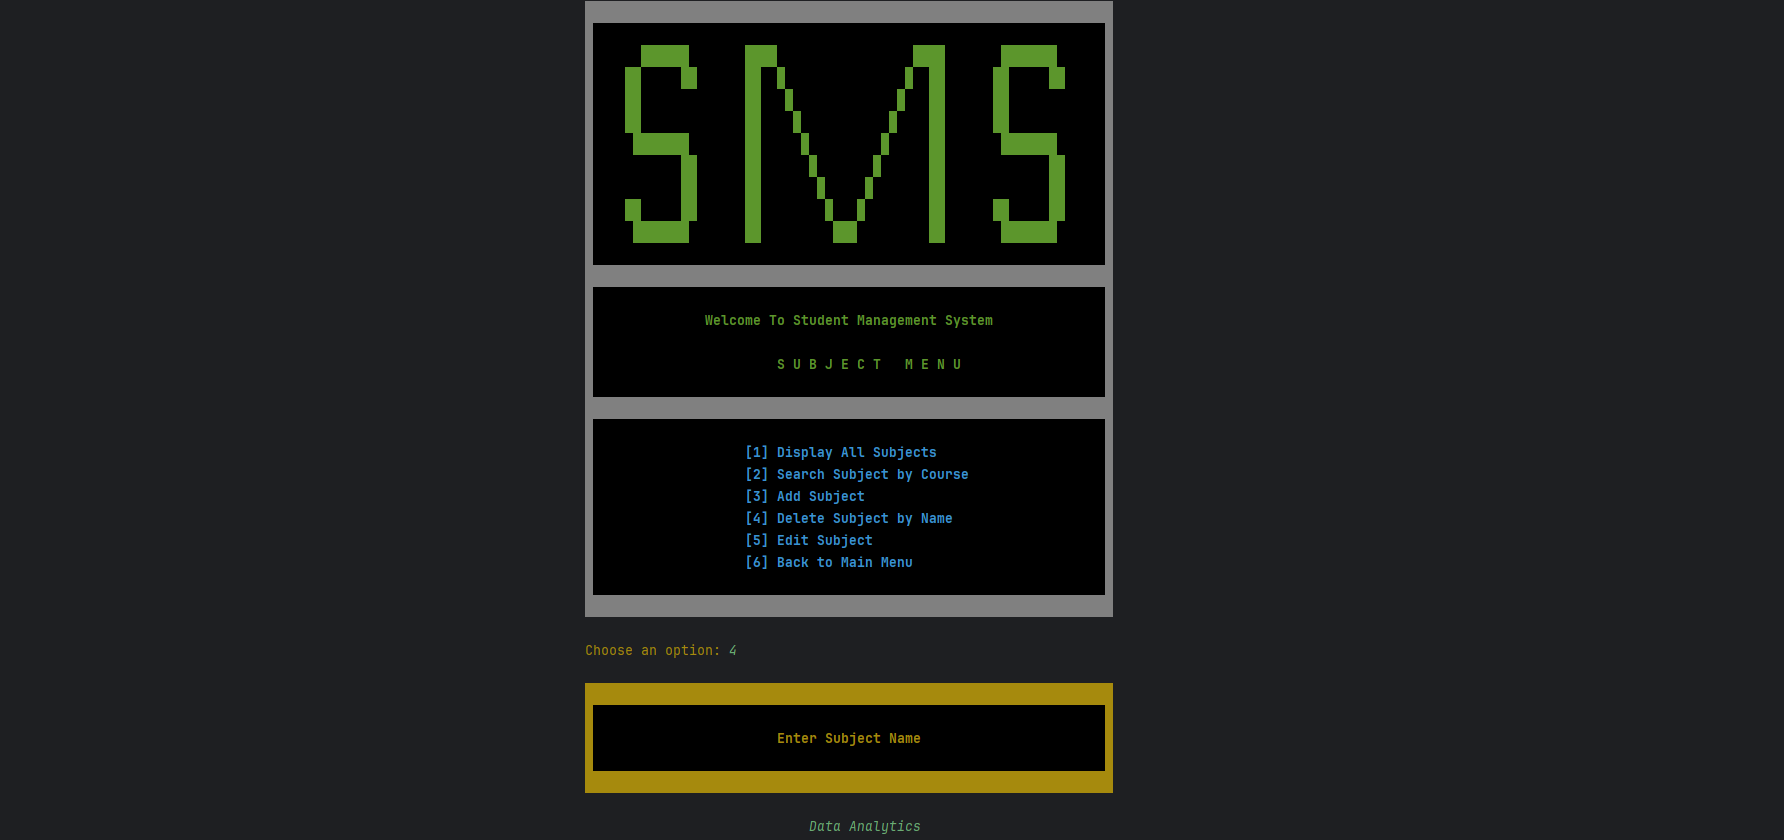 SMS
Welcome To Student Management System
S U B J E C T   M E N U
[1] Display All Subjects
[2] Search Subject by Course
[3] Add Subject
[4] Delete Subject by Name
[5] Edit Subject
[6] Back to Main Menu
Choose an option: 4
Enter Subject Name
Data Analytics